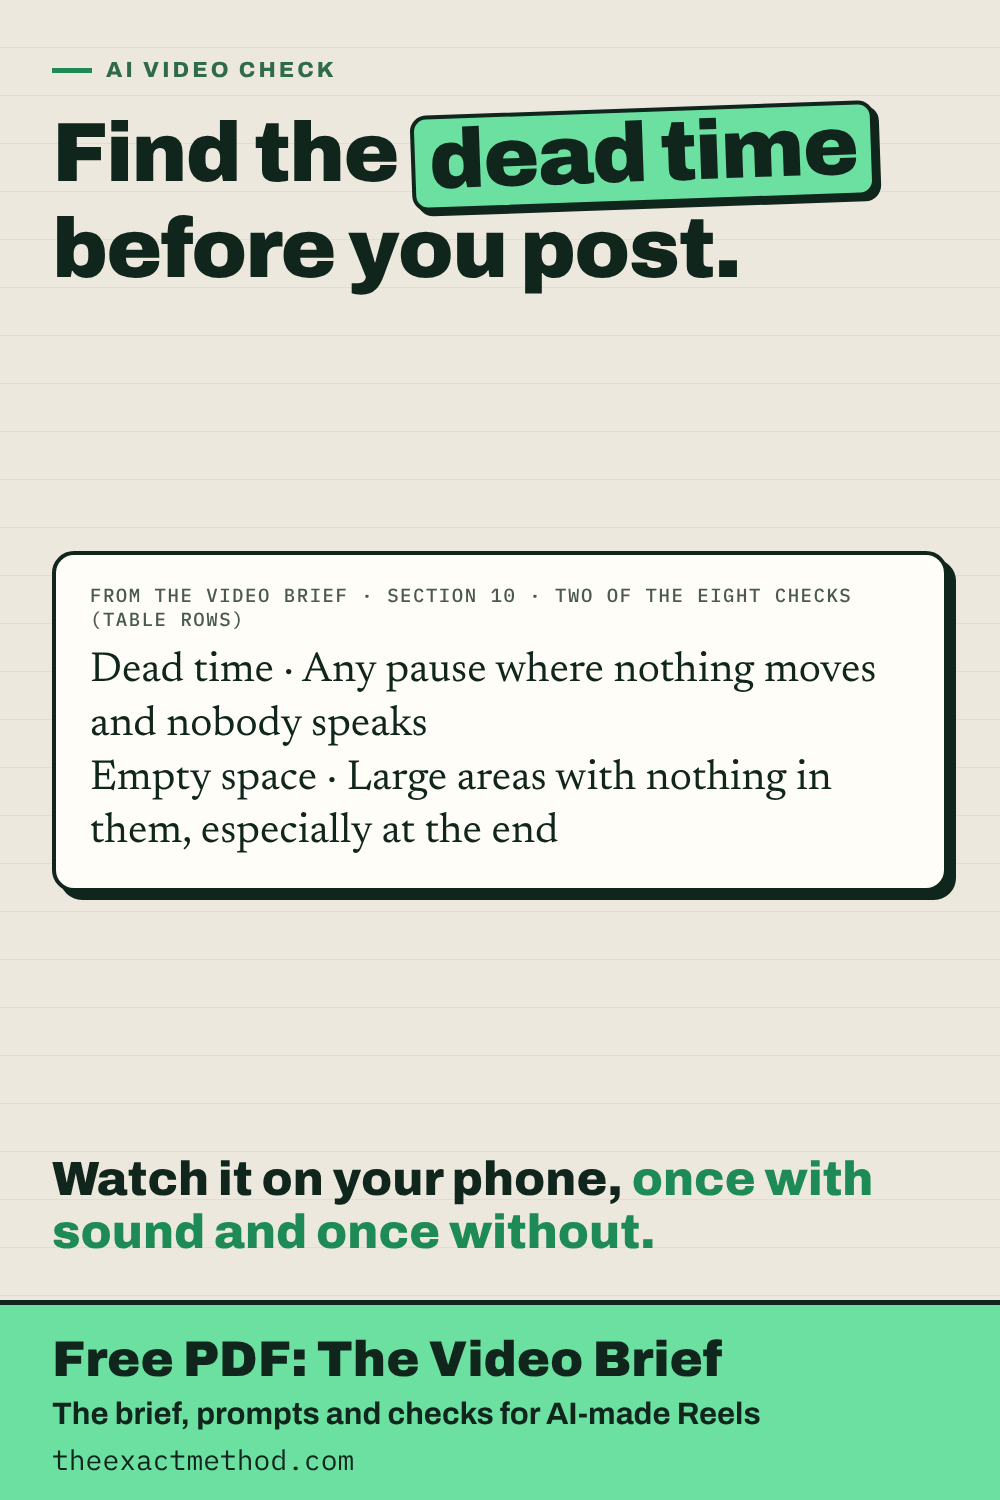 AI VIDEO CHECK
Find the dead time
before you post.
FROM THE VIDEO BRIEF · SECTION 10 · TWO OF THE EIGHT CHECKS
(TABLE ROWS)
Dead time · Any pause where nothing moves
and nobody speaks
Empty space · Large areas with nothing in
them, especially at the end
Watch it on your phone, once with
sound and once without.
Free PDF: The Video Brief
The brief, prompts and checks for AI-made Reels
theexactmethod.com